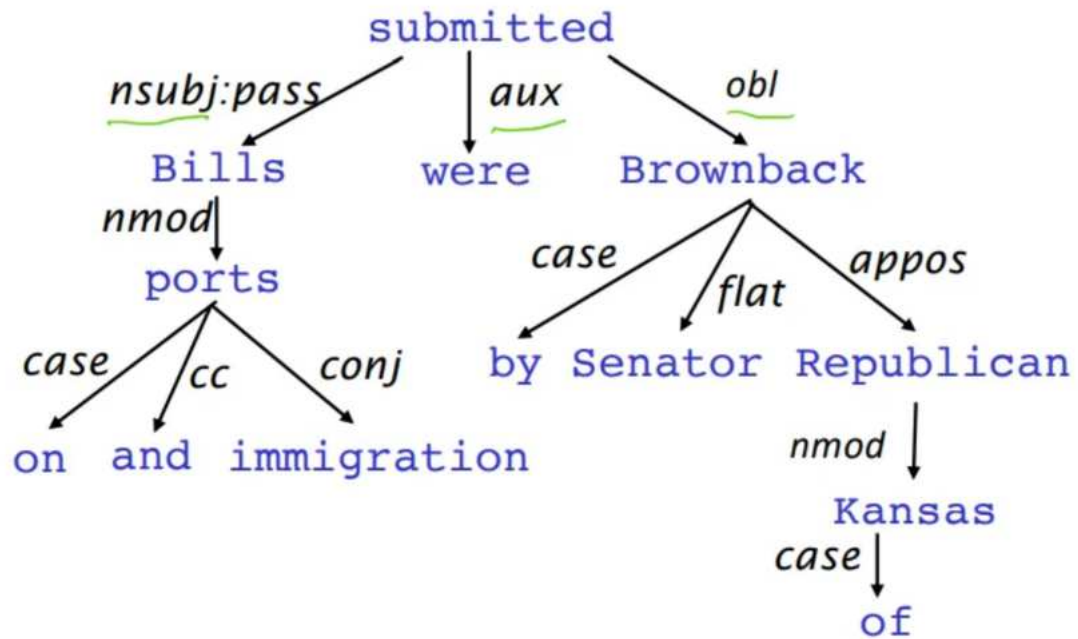 submitted
nsubj:pass aux obl
Bills were Brownback
nmod case flat appos
ports
case cc conj by Senator Republican
on and immigration nmod
Kansas
case
of